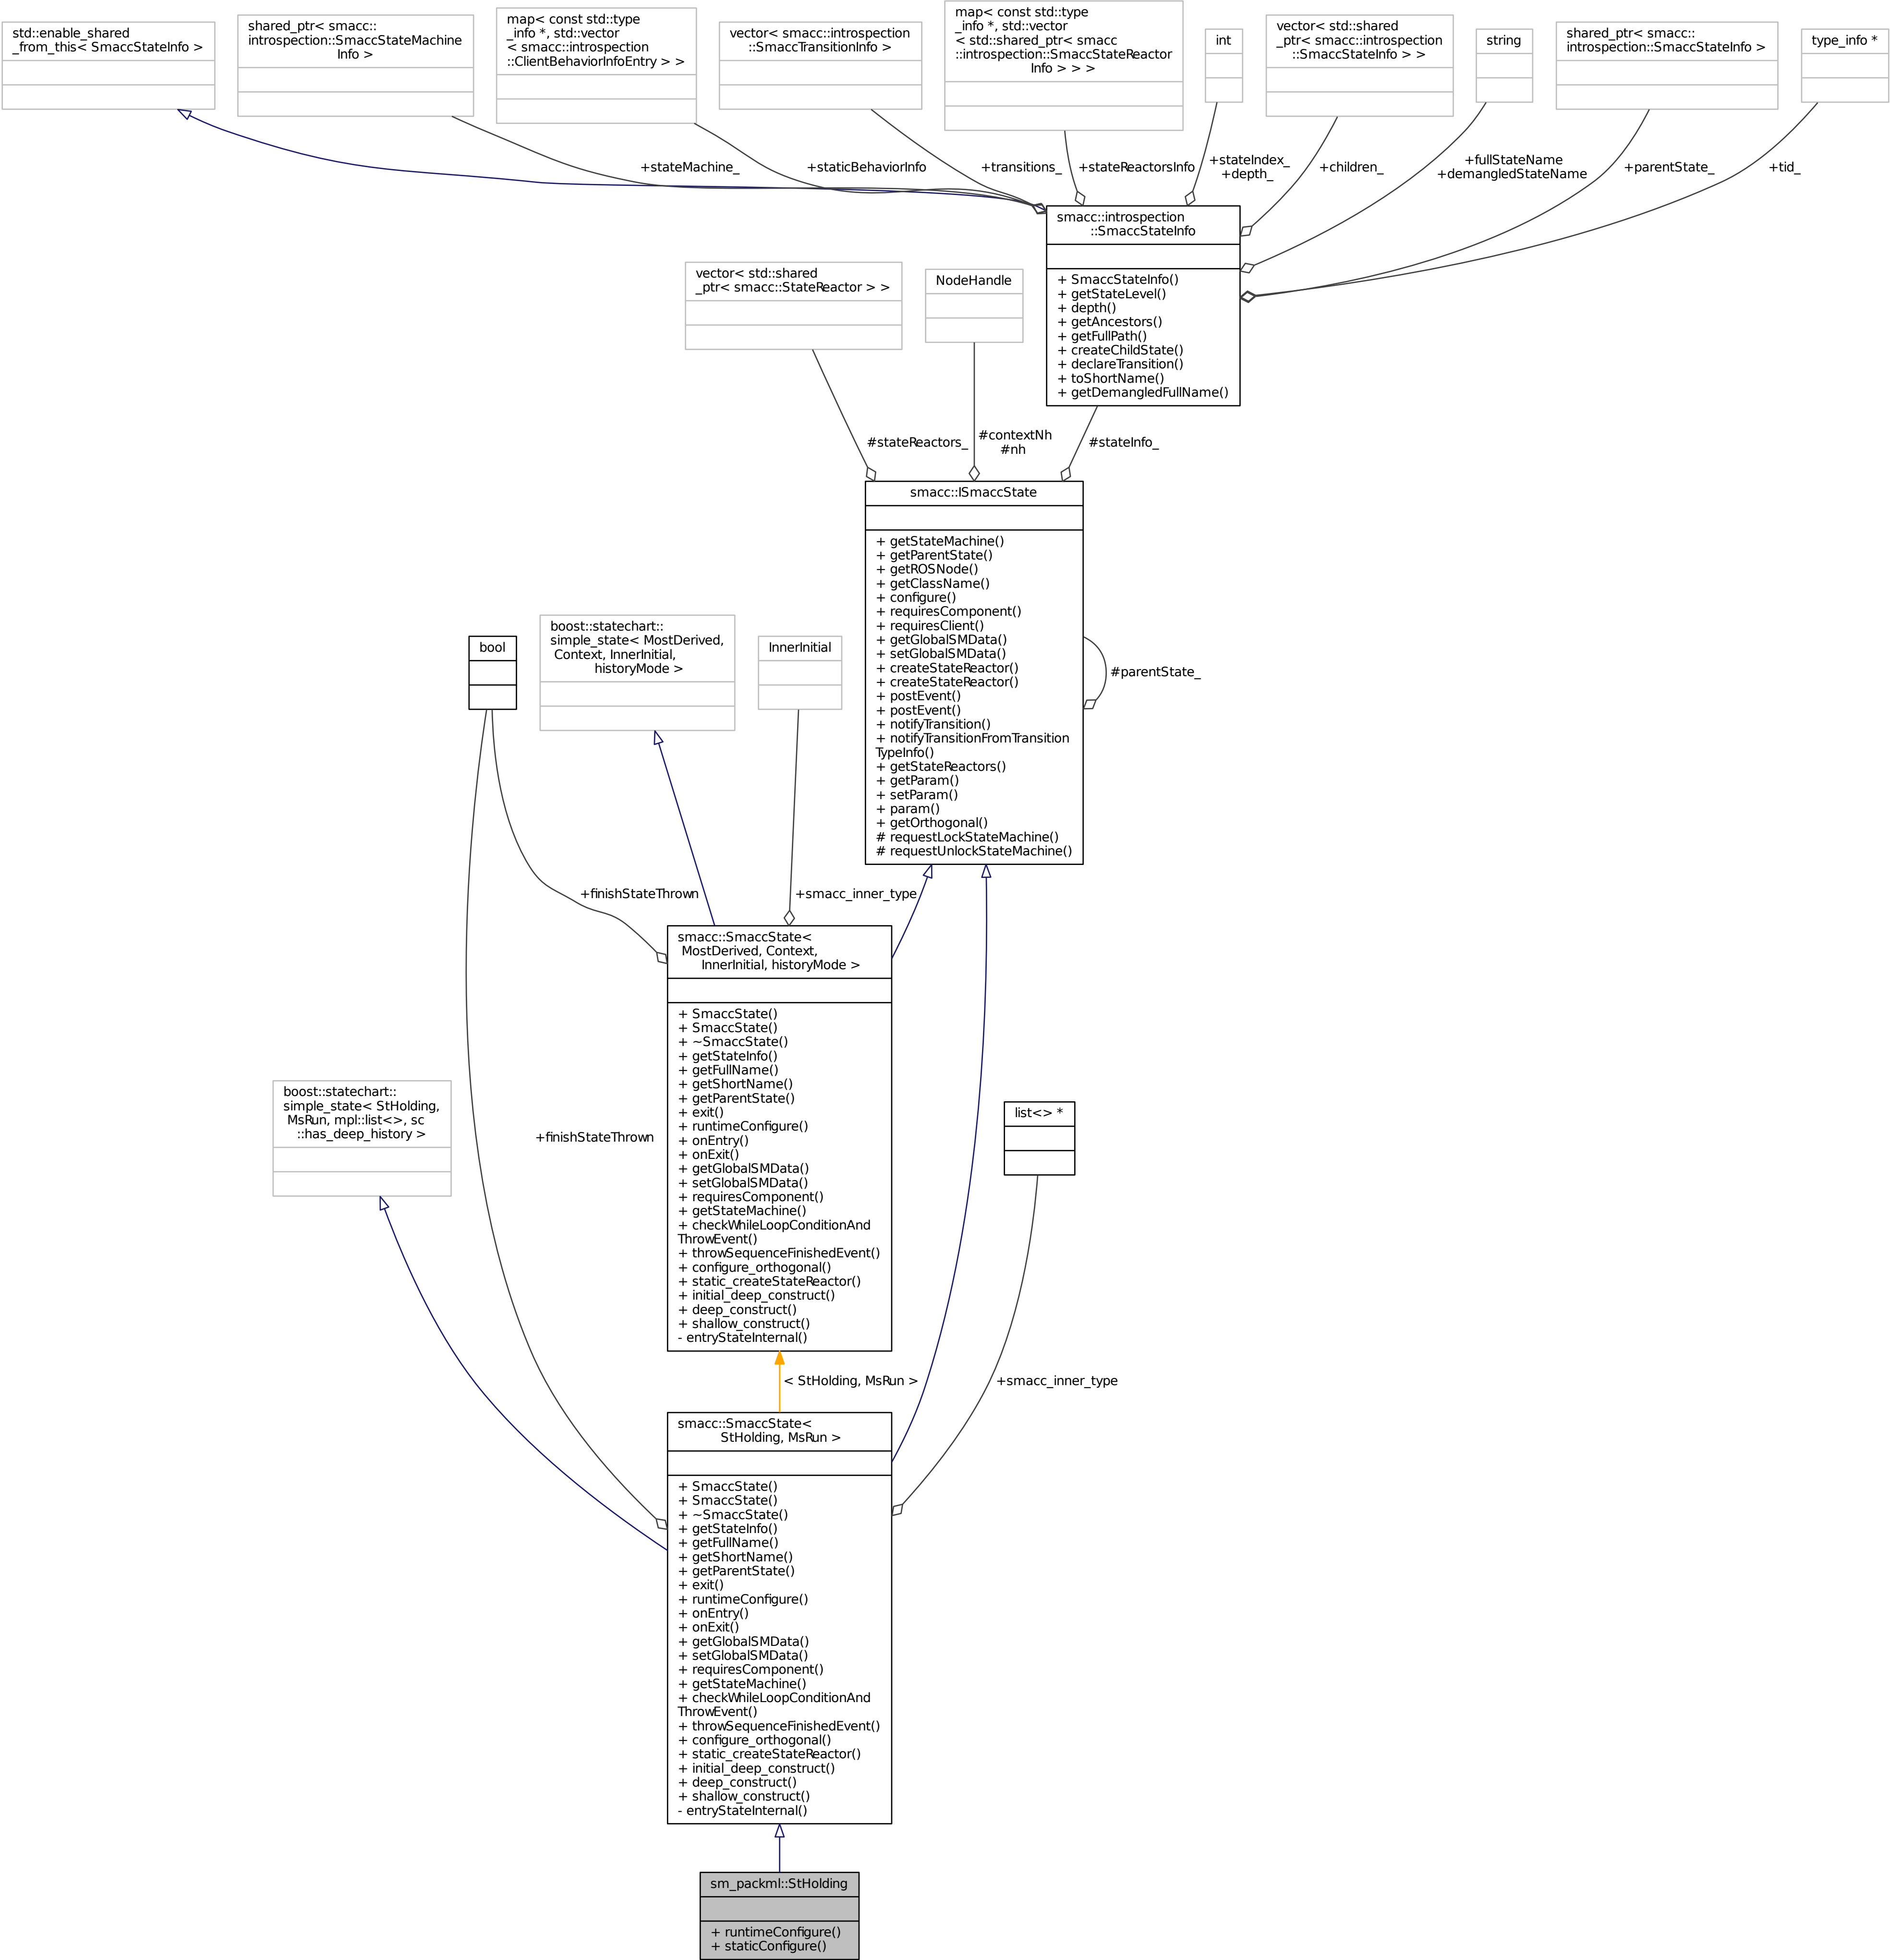 std::enable_shared
_from_this< SmaccStateInfo >
shared_ptr< smacc::
introspection::SmaccStateMachine
Info >
map< const std::type
_info *, std::vector
< smacc::introspection
::ClientBehaviorInfoEntry > >
vector< smacc::introspection
::SmaccTransitionInfo >
map< const std::type
_info *, std::vector
< std::shared_ptr< smacc
::introspection::SmaccStateReactor
Info > > >
int
vector< std::shared
_ptr< smacc::introspection
::SmaccStateInfo > >
string
shared_ptr< smacc::
introspection::SmaccStateInfo >
type_info *
+stateMachine_
+staticBehaviorInfo
+transitions_
+stateReactorsInfo
+stateIndex_
+depth_
+children_
+fullStateName
+demangledStateName
+parentState_
+tid_
smacc::introspection
::SmaccStateInfo
+ SmaccStateInfo()
+ getStateLevel()
+ depth()
+ getAncestors()
+ getFullPath()
+ createChildState()
+ declareTransition()
+ toShortName()
+ getDemangledFullName()
vector< std::shared
_ptr< smacc::StateReactor > >
NodeHandle
#stateReactors_
#contextNh
#nh
#stateInfo_
smacc::ISmaccState
+ getStateMachine()
+ getParentState()
+ getROSNode()
+ getClassName()
+ configure()
+ requiresComponent()
+ requiresClient()
+ getGlobalSMData()
+ setGlobalSMData()
+ createStateReactor()
+ createStateReactor()
+ postEvent()
+ postEvent()
+ notifyTransition()
+ notifyTransitionFromTransition
TypeInfo()
+ getStateReactors()
+ getParam()
+ setParam()
+ param()
+ getOrthogonal()
# requestLockStateMachine()
# requestUnlockStateMachine()
#parentState_
bool
boost::statechart::
simple_state< MostDerived,
Context, InnerInitial,
historyMode >
InnerInitial
+finishStateThrown
+smacc_inner_type
smacc::SmaccState<
MostDerived, Context,
InnerInitial, historyMode >
+ SmaccState()
+ SmaccState()
+ ~SmaccState()
+ getStateInfo()
+ getFullName()
+ getShortName()
+ getParentState()
+ exit()
+ runtimeConfigure()
+ onEntry()
+ onExit()
+ getGlobalSMData()
+ setGlobalSMData()
+ requiresComponent()
+ getStateMachine()
+ checkWhileLoopConditionAnd
ThrowEvent()
+ throwSequenceFinishedEvent()
+ configure_orthogonal()
+ static_createStateReactor()
+ initial_deep_construct()
+ deep_construct()
+ shallow_construct()
- entryStateInternal()
boost::statechart::
simple_state< StHolding,
MsRun, mpl::list<>, sc
::has_deep_history >
+finishStateThrown
list<> *
< StHolding, MsRun >
+smacc_inner_type
smacc::SmaccState<
StHolding, MsRun >
+ SmaccState()
+ SmaccState()
+ ~SmaccState()
+ getStateInfo()
+ getFullName()
+ getShortName()
+ getParentState()
+ exit()
+ runtimeConfigure()
+ onEntry()
+ onExit()
+ getGlobalSMData()
+ setGlobalSMData()
+ requiresComponent()
+ getStateMachine()
+ checkWhileLoopConditionAnd
ThrowEvent()
+ throwSequenceFinishedEvent()
+ configure_orthogonal()
+ static_createStateReactor()
+ initial_deep_construct()
+ deep_construct()
+ shallow_construct()
- entryStateInternal()
sm_packml::StHolding
+ runtimeConfigure()
+ staticConfigure()